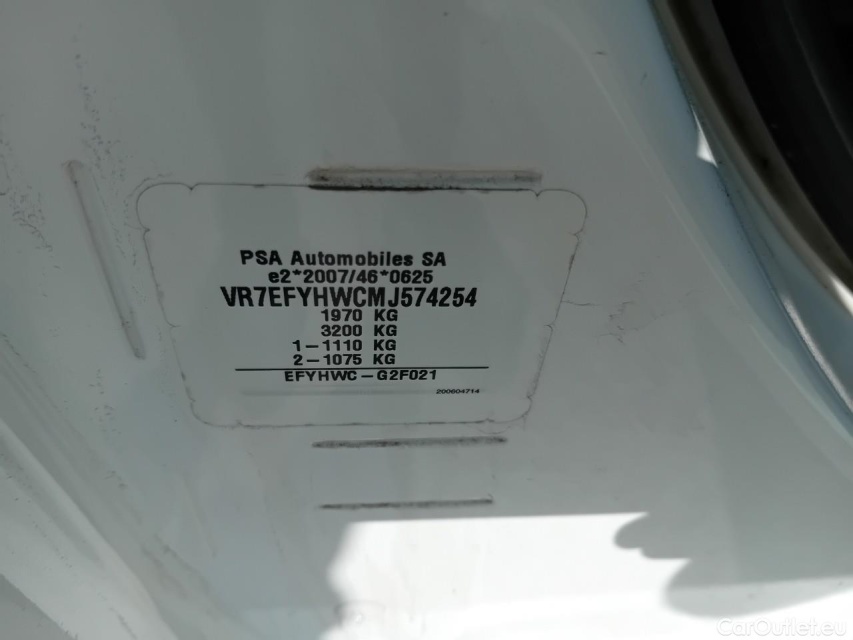 PSA Automobiles SA
e2*2007/46*0625
VR7EFYHWCMJ574254
1970 KG
3200 KG
1-1110 KG
2-1075 KG
EFYHWC-G2F021
200604714
CarOutlet.eu